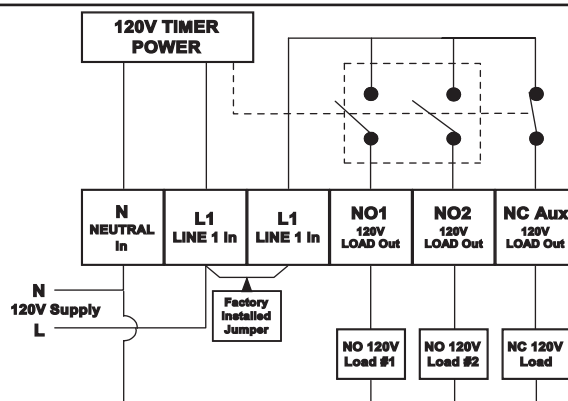 120V TIMER
POWER
N
NEUTRAL
in
L1
LINE 1 in
L1
LINE 1 in
NO1
120V
LOAD Out
NO2
120V
LOAD Out
NC Aux
120V
LOAD Out
N
120V Supply
L
Factory
Installed
Jumper
NO 120V
Load #1
NO 120V
Load #2
NC 120V
Load